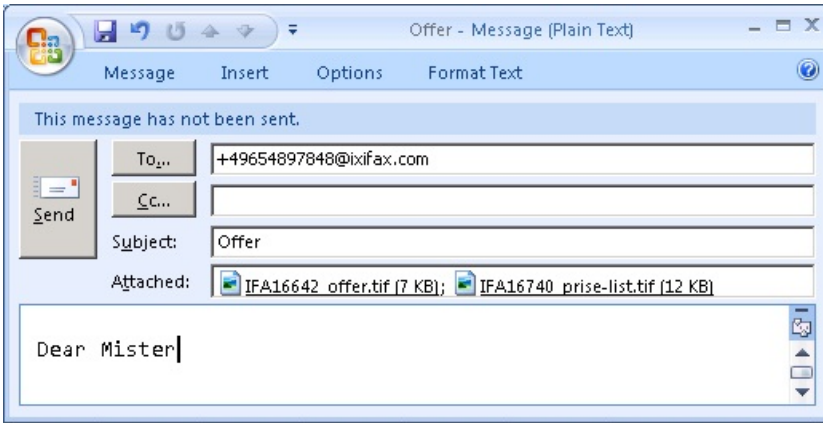 Offer - Message (Plain Text)
Message Insert Options Format Text
This message has not been sent.
To... +49654897848@ixifax.com
Send
Cc...
Subject: Offer
Attached: IFA16642_offer.tif (7 KB); IFA16740_prise-list.tif (12 KB)
Dear Mister